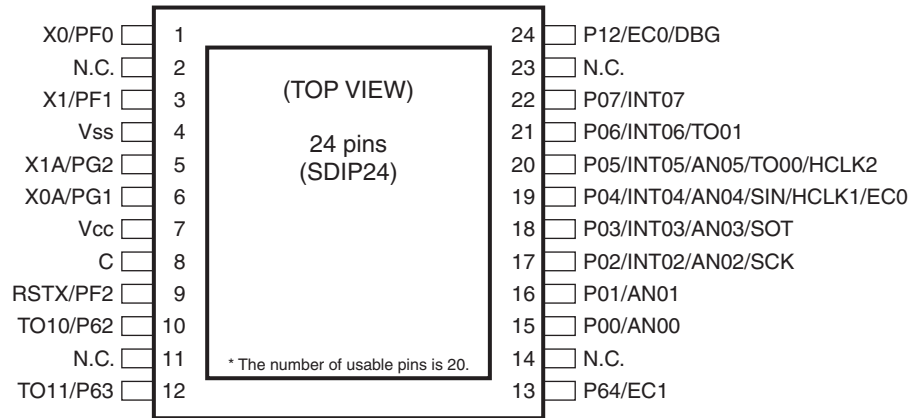 X0/PF0 1 24 P12/EC0/DBG
N.C. 2 23 N.C.
X1/PF1 3 (TOP VIEW) 22 P07/INT07
Vss 4 21 P06/INT06/TO01
24 pins
X1A/PG2 5 (SDIP24) 20 P05/INT05/AN05/TO00/HCLK2
X0A/PG1 6 19 P04/INT04/AN04/SIN/HCLK1/EC0
Vcc 7 18 P03/INT03/AN03/SOT
C 8 17 P02/INT02/AN02/SCK
RSTX/PF2 9 16 P01/AN01
TO10/P62 10 15 P00/AN00
N.C. 11 * The number of usable pins is 20. 14 N.C.
TO11/P63 12 13 P64/EC1